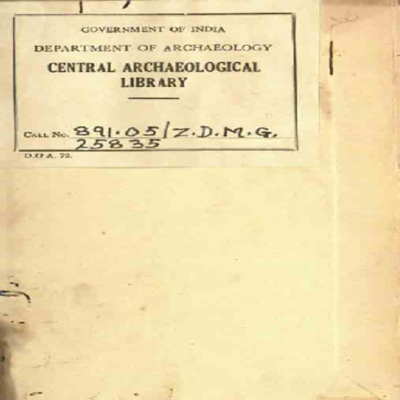 GOVERNMENT OF INDIA
DEPARTMENT OF ARCHAEOLOGY
CENTRAL ARCHAEOLOGICAL
LIBRARY
CALL No. 891.05/Z.D.M.G.
25835
D.G A. 79.